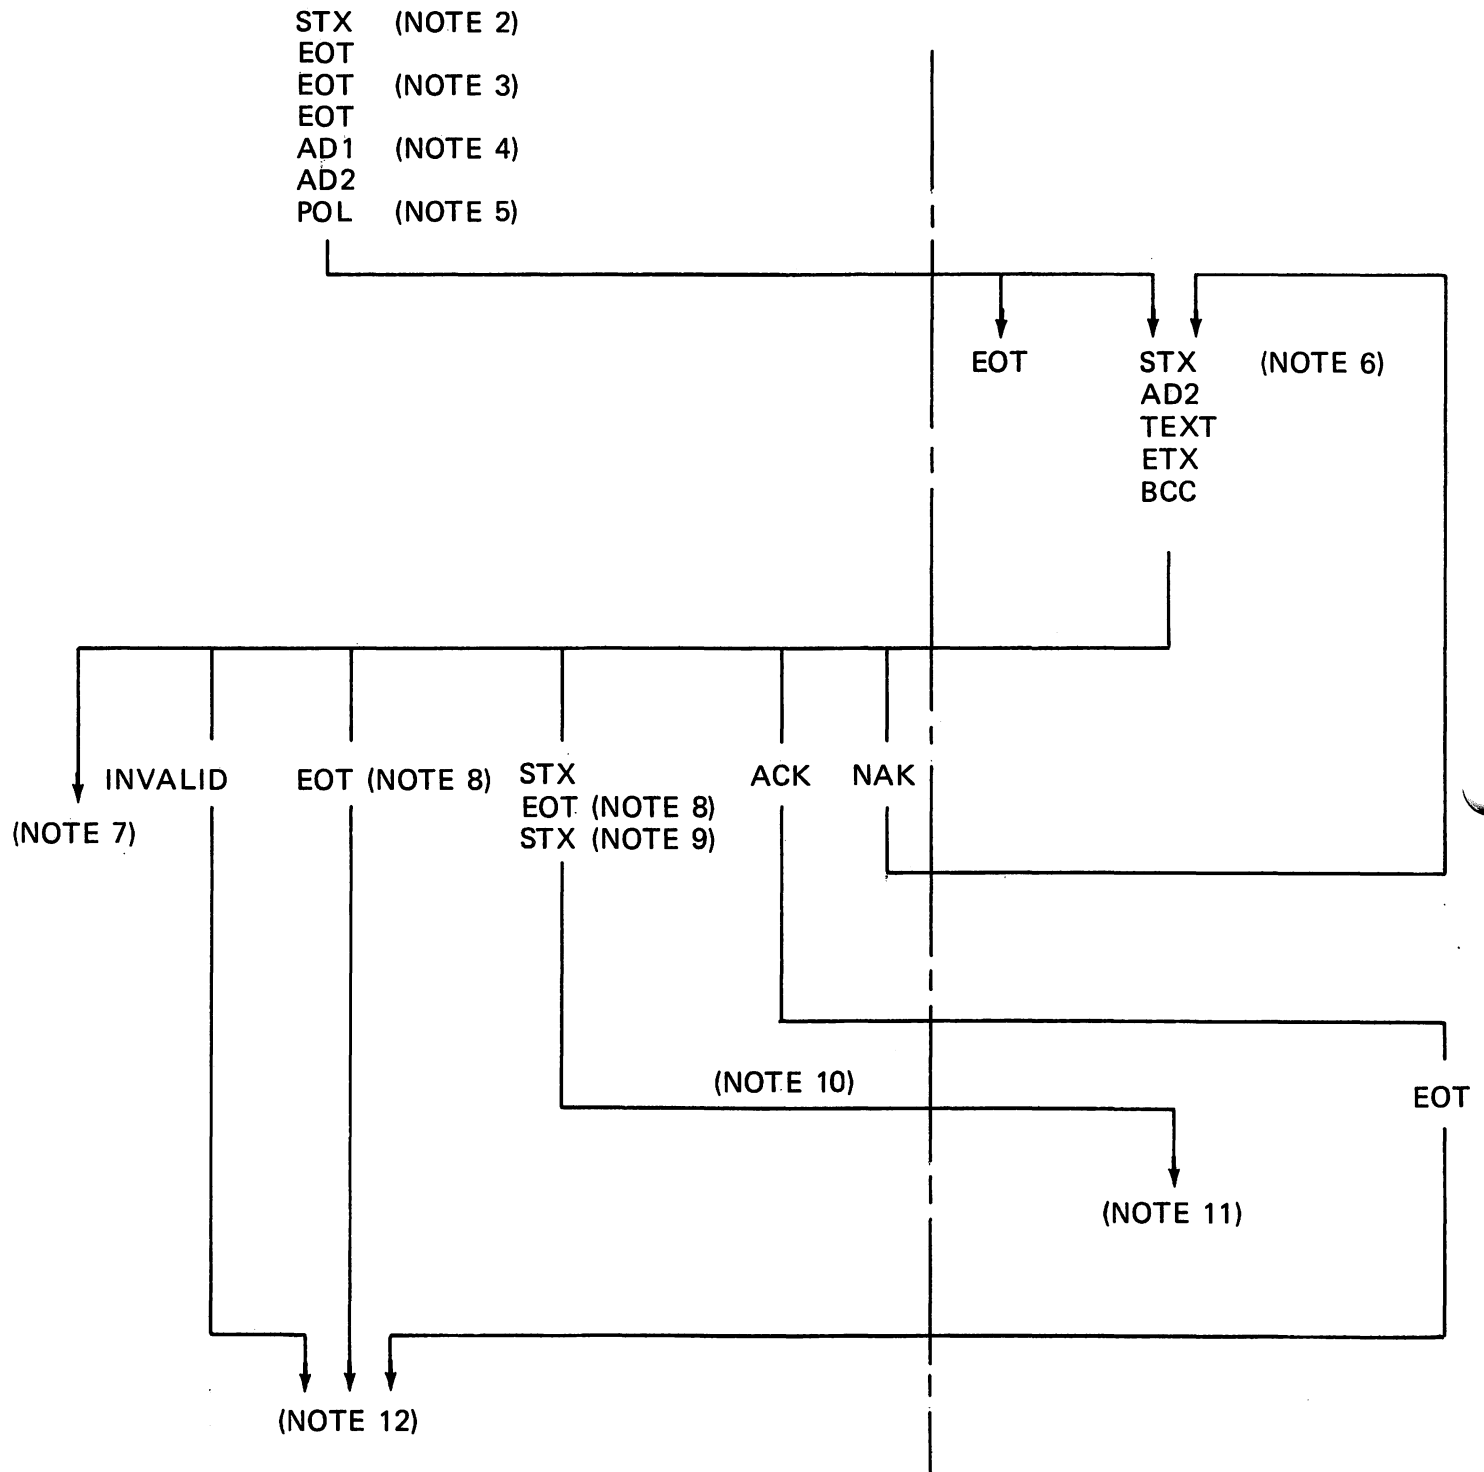 STX (NOTE 2)
EOT
EOT (NOTE 3)
EOT
AD1 (NOTE 4)
AD2
POL (NOTE 5)
EOT
STX (NOTE 6)
AD2
TEXT
ETX
BCC
(NOTE 7)
INVALID
EOT (NOTE 8)
STX
EOT (NOTE 8)
STX (NOTE 9)
ACK
NAK
(NOTE 10)
EOT
(NOTE 11)
(NOTE 12)